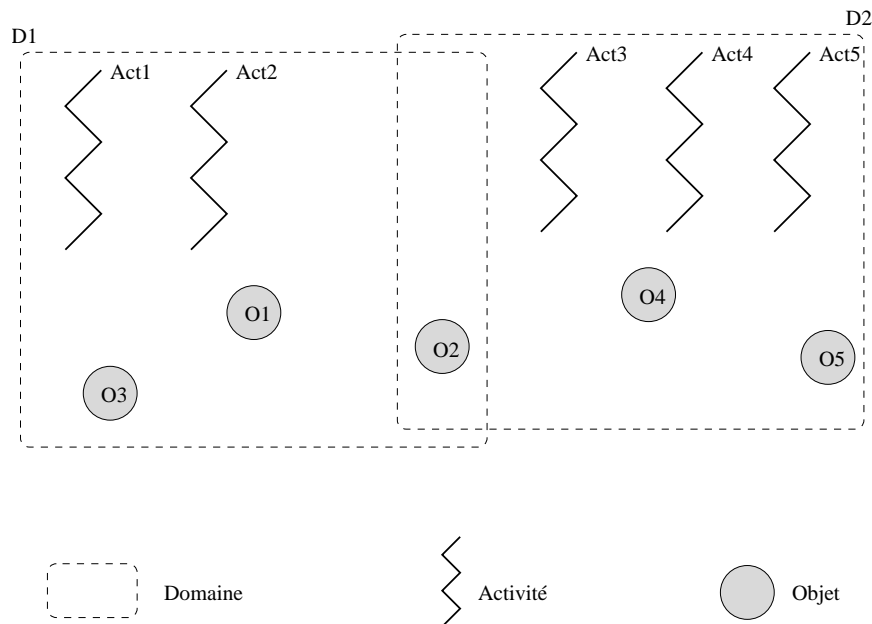 D1
D2
Act1
Act2
Act3
Act4
Act5
O1
O2
O3
O4
O5
Domaine
Activité
Objet